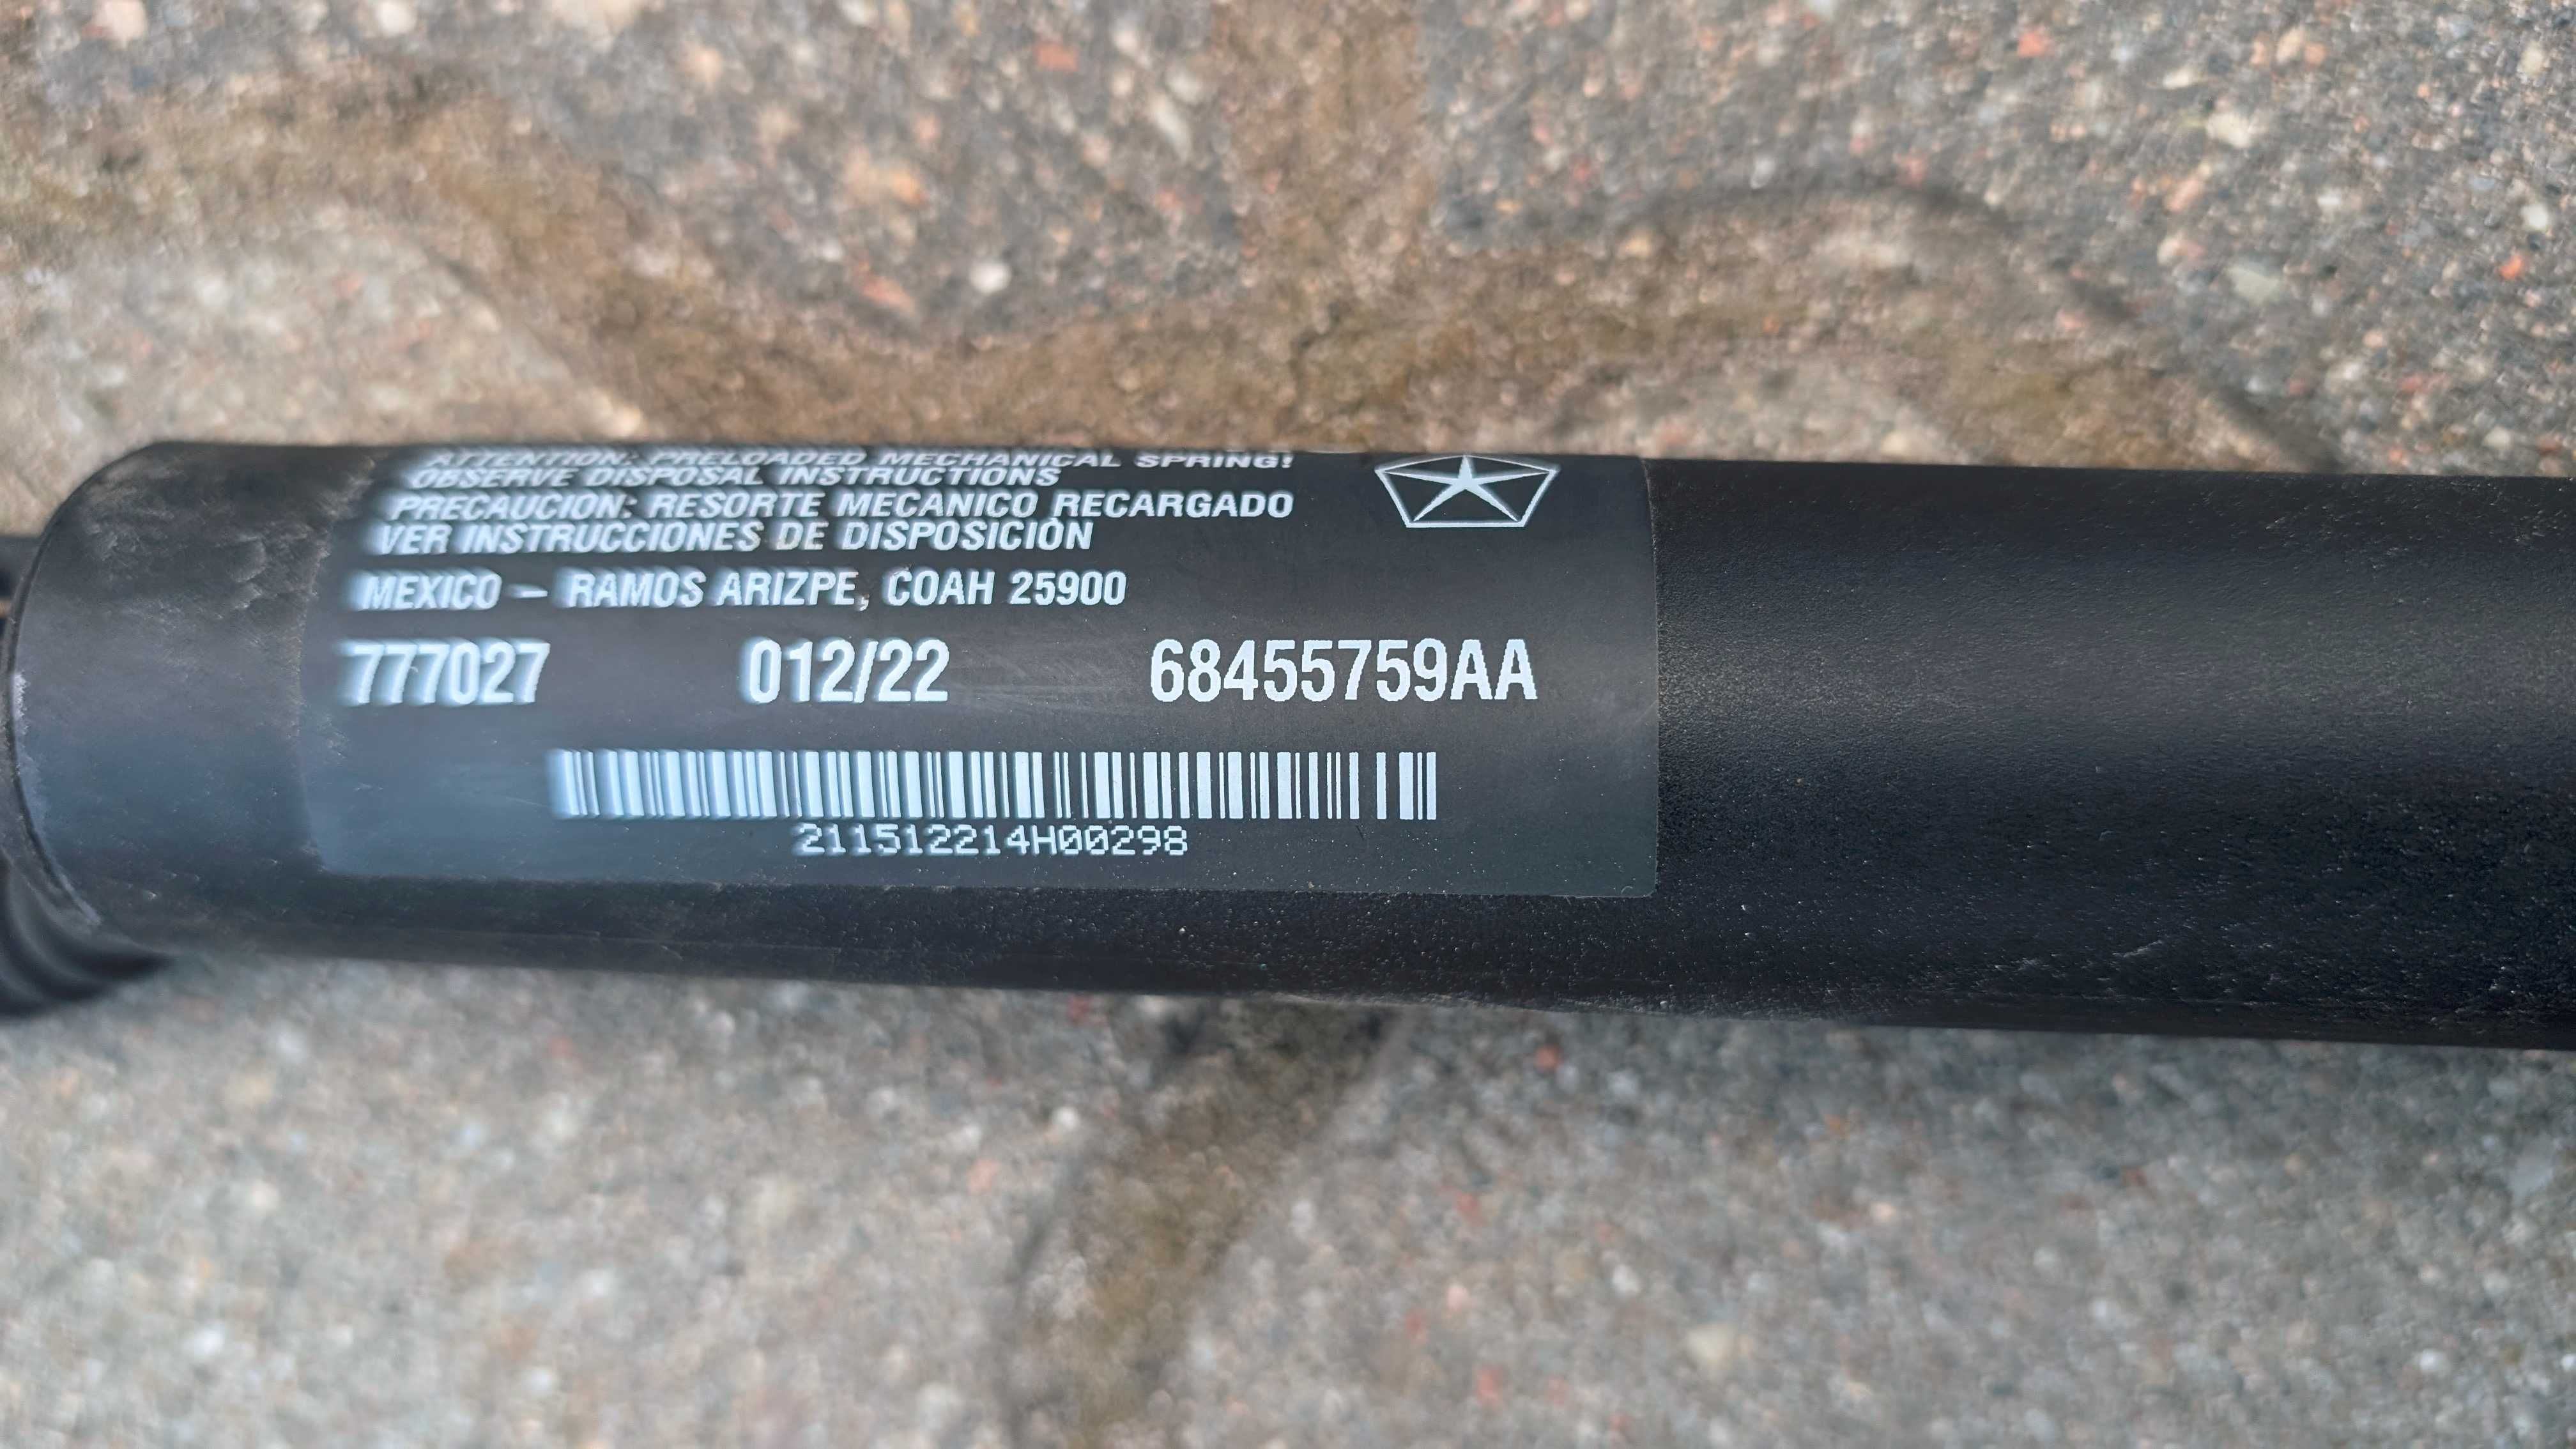 ATTENTION: PRELOADED MECHANICAL SPRING!
OBSERVE DISPOSAL INSTRUCTIONS
PRECAUCION: RESORTE MECANICO RECARGADO
VER INSTRUCCIONES DE DISPOSICIÓN
MEXICO – RAMOS ARIZPE, COAH 25900
777027 012/22 68455759AA
211512214H00298